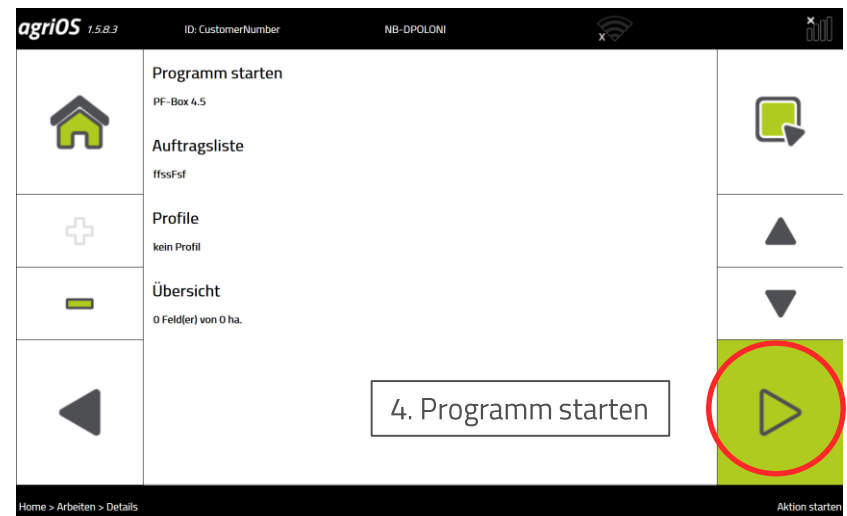 agriOS 1.5.8.3 ID: CustomerNumber NB-DPOLONI x x
Programm starten
PF-Box 4.5
Auftragsliste
ffssFsf
Profile
kein Profil
Übersicht
0 Feld(er) von 0 ha.
4. Programm starten
Home > Arbeiten > Details Aktion starten